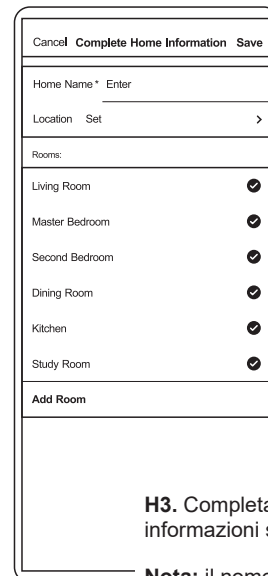 Cancel Complete Home Information Save
Home Name* Enter
Location Set
Rooms:
Living Room
Master Bedroom
Second Bedroom
Dining Room
Kitchen
Study Room
Add Room
H3. Completa
informazioni s
Nota: il nome